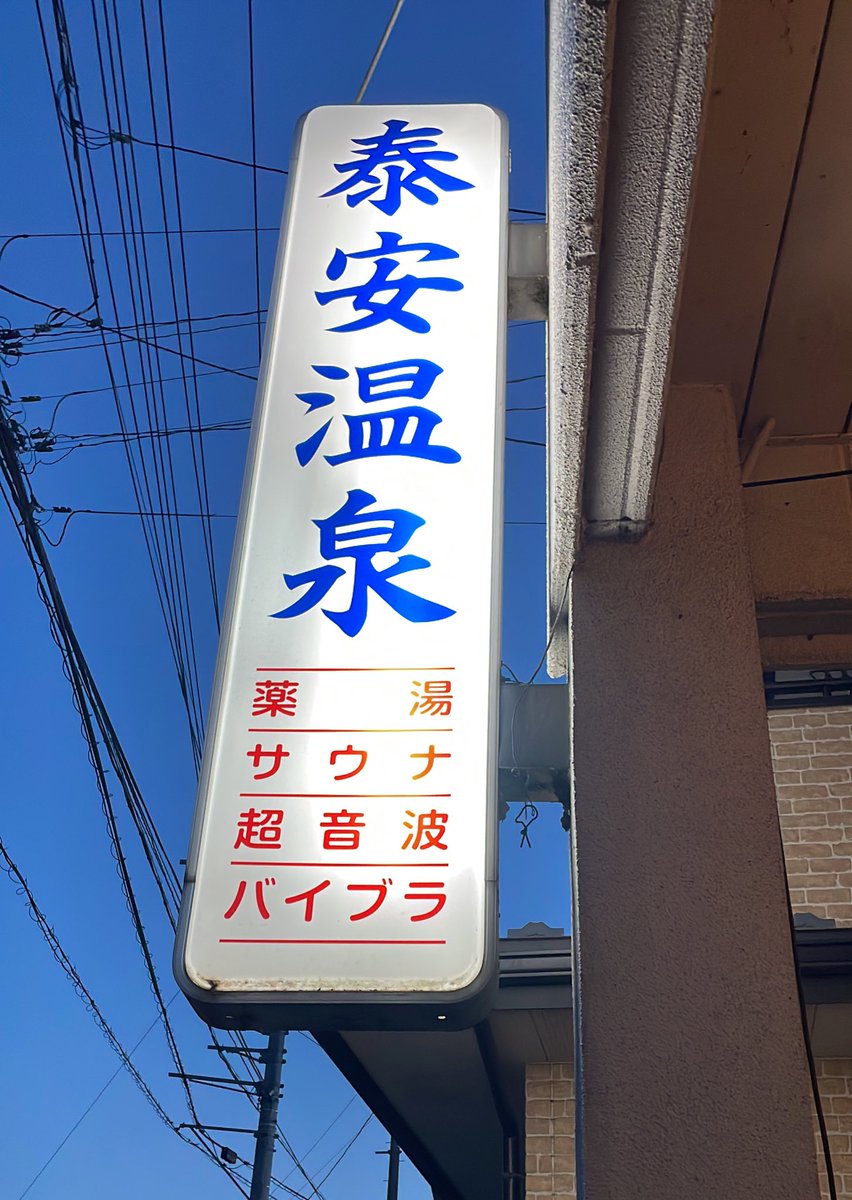 泰安温泉
薬湯
サウナ
超音波
バイブラ